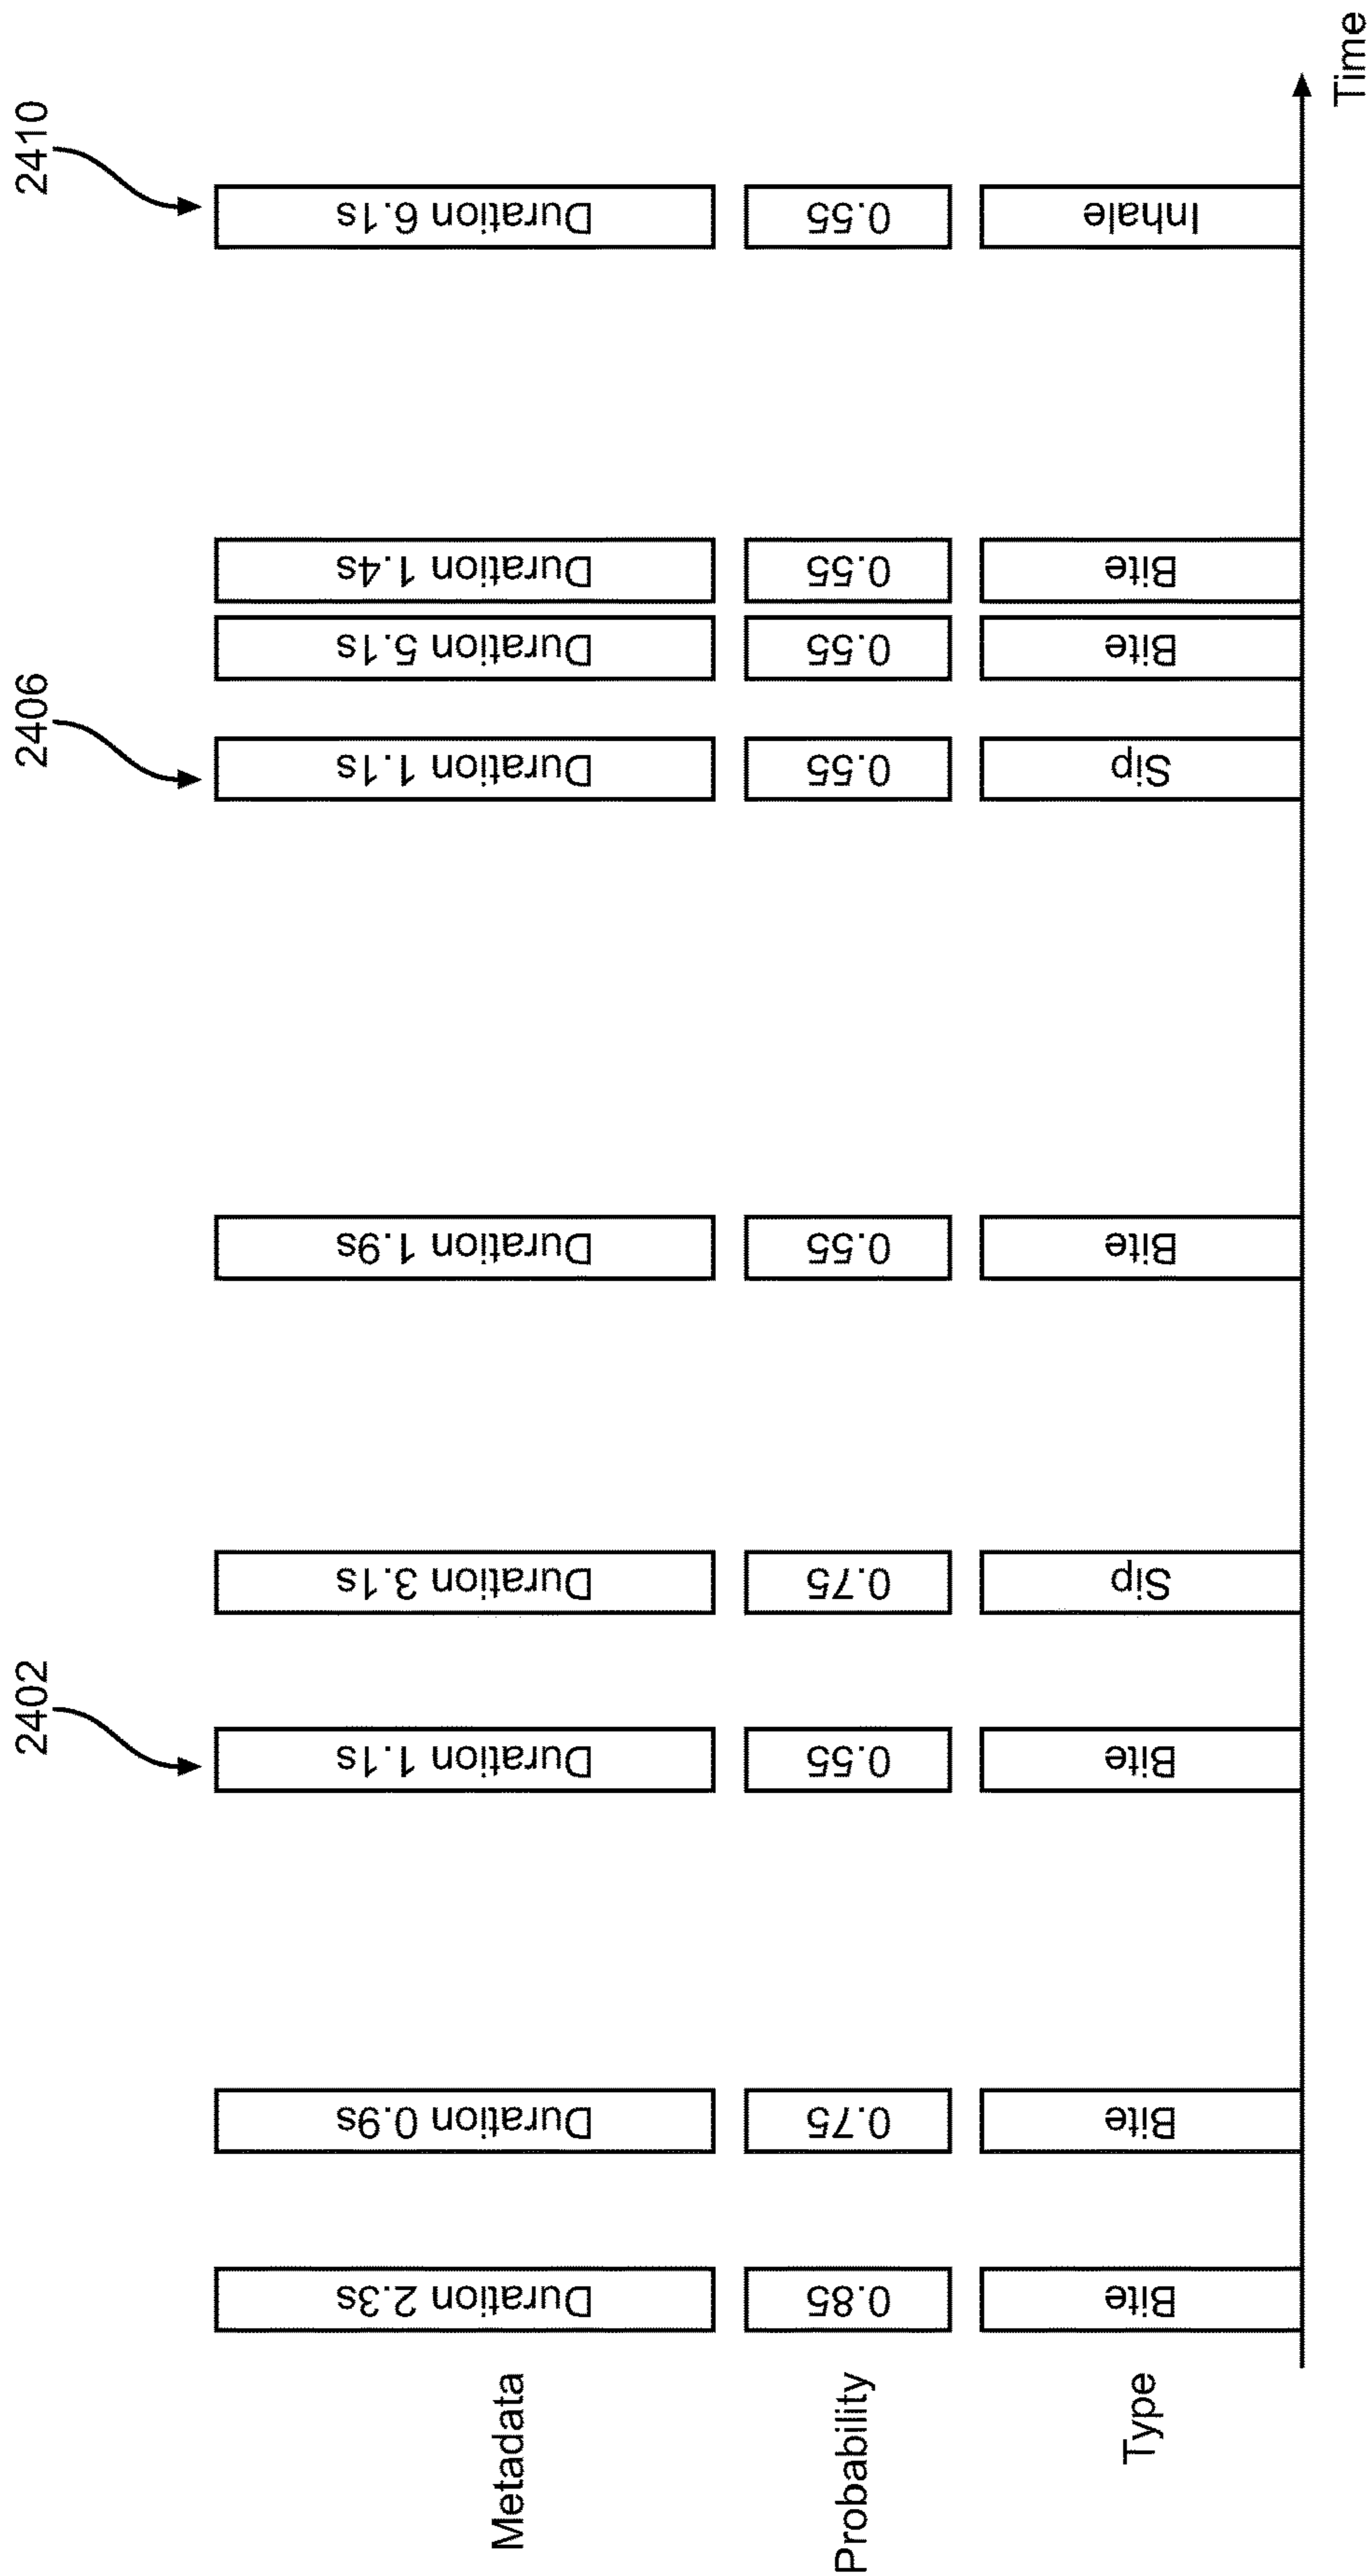 2402
2406
2410
Metadata
Duration 2.3s
Duration 0.9s
Duration 1.1s
Duration 3.1s
Duration 1.9s
Duration 1.1s
Duration 5.1s
Duration 1.4s
Duration 6.1s
Probability
0.85
0.75
0.55
0.75
0.55
0.55
0.55
0.55
0.55
Type
Bite
Bite
Bite
Sip
Bite
Sip
Bite
Bite
Inhale
Time